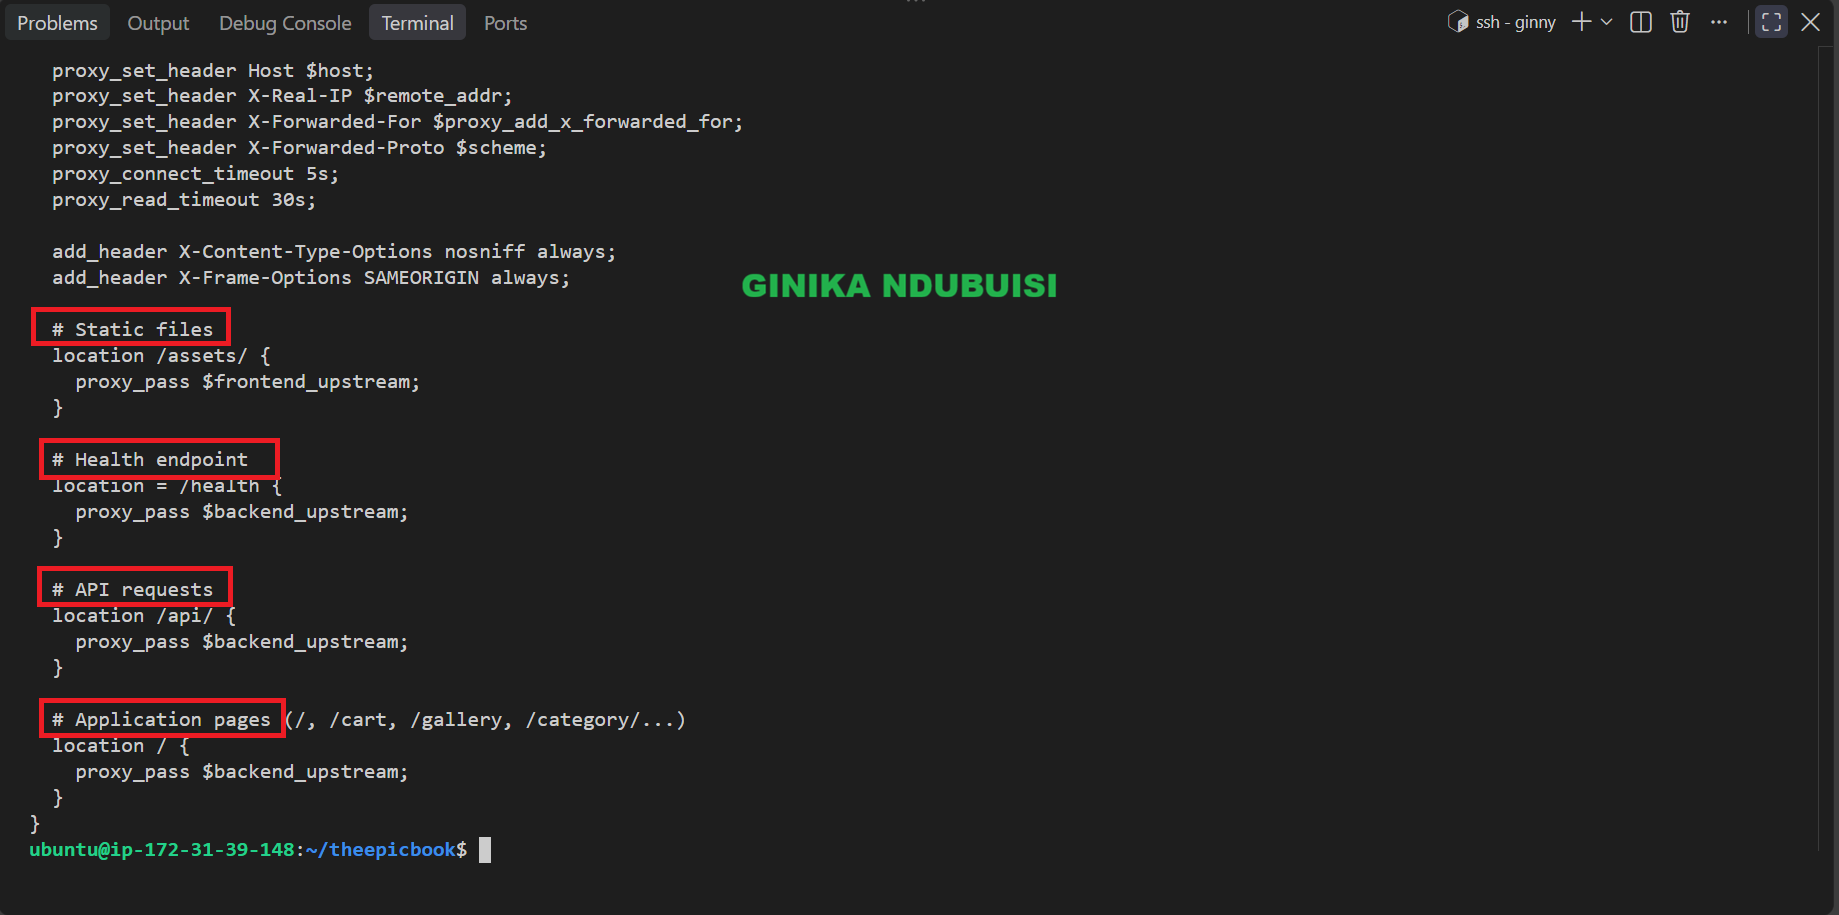 Problems Output Debug Console Terminal Ports ssh - ginny
proxy_set_header Host $host;
proxy_set_header X-Real-IP $remote_addr;
proxy_set_header X-Forwarded-For $proxy_add_x_forwarded_for;
proxy_set_header X-Forwarded-Proto $scheme;
proxy_connect_timeout 5s;
proxy_read_timeout 30s;
add_header X-Content-Type-Options nosniff always;
add_header X-Frame-Options SAMEORIGIN always;
GINIKA NDUBUISI
# Static files
location /assets/ {
proxy_pass $frontend_upstream;
}
# Health endpoint
location = /health {
proxy_pass $backend_upstream;
}
# API requests
location /api/ {
proxy_pass $backend_upstream;
}
# Application pages (/, /cart, /gallery, /category/...)
location / {
proxy_pass $backend_upstream;
}
}
ubuntu@ip-172-31-39-148:~/theepicbook$